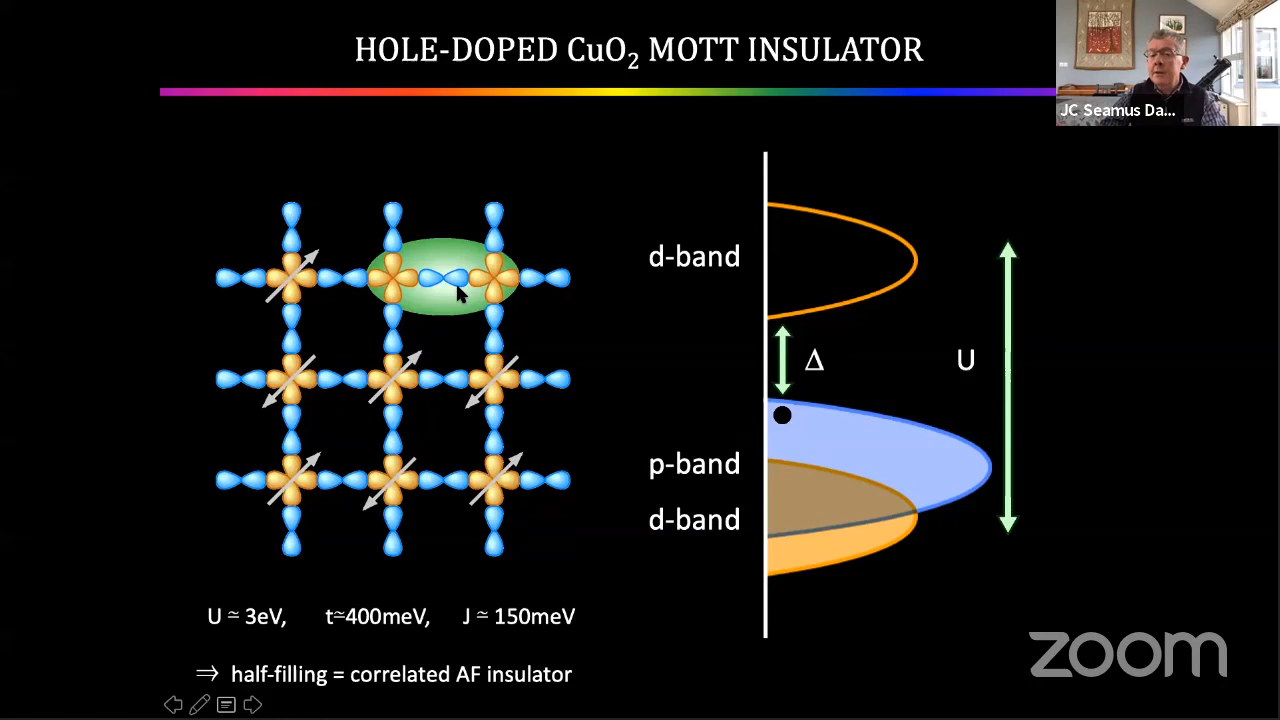 HOLE-DOPED CuO₂ MOTT INSULATOR
JC Seamus Da...
d-band
Δ
U
p-band
d-band
U ≃ 3eV, t≃400meV, J ≃ 150meV
⇒ half-filling = correlated AF insulator
zoom